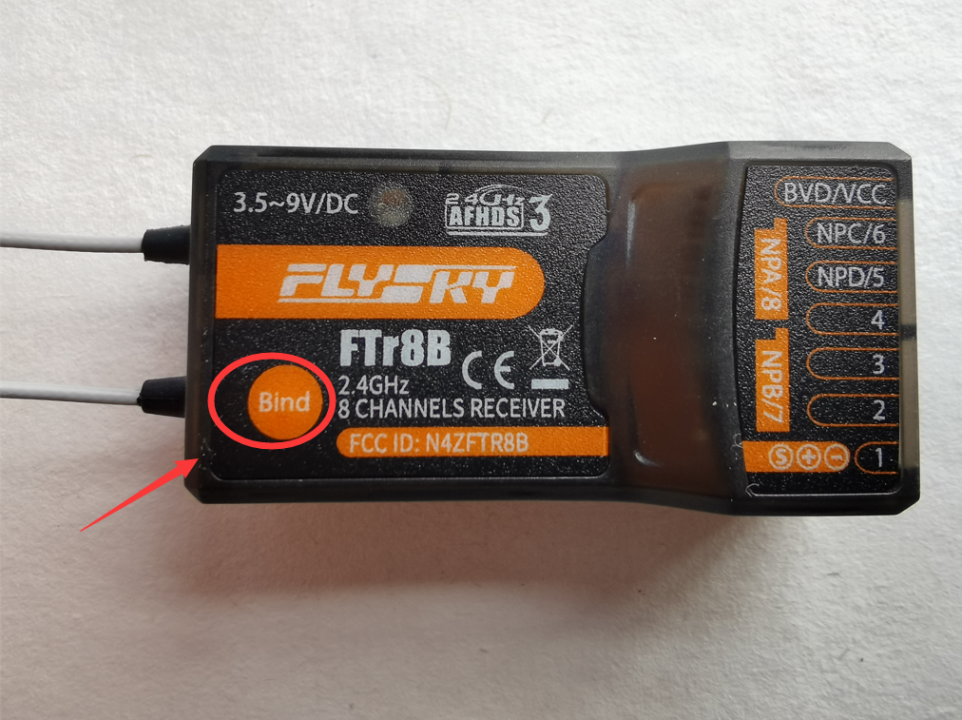 3.5~9V/DC
2.4GHz
AFHDS 3
FLYSKY
FTr8B
CE
Bind
2.4GHz
8 CHANNELS RECEIVER
FCC ID: N4ZFTR8B
BVD/VCC
NPC/6
NPD/5
4
3
2
1
NPA/8
NPB/7
S + −